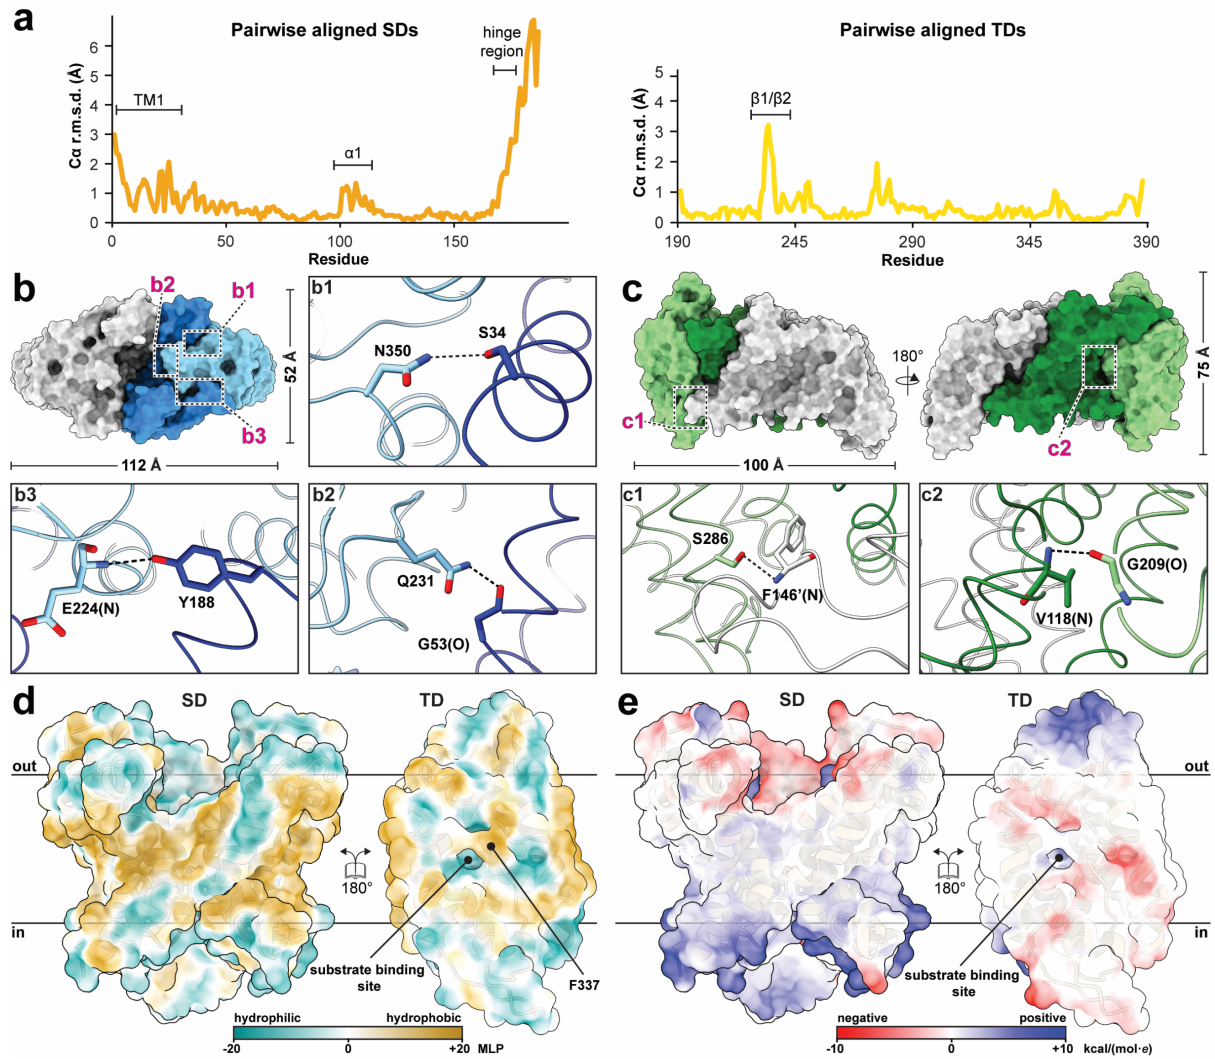 a
Pairwise aligned SDs
Pairwise aligned TDs
hinge
region
TM1
α1
Cα r.m.s.d. (Å)
6
5
4
3
2
1
0
0
50
100
150
Residue
β1/β2
Cα r.m.s.d. (Å)
5
4
3
2
1
0
190
245
290
345
390
Residue
b
b2
b1
b3
52 Å
112 Å
b1
N350
S34
b3
E224(N)
Y188
b2
Q231
G53(O)
c
c1
180°
c2
75 Å
100 Å
c1
S286
F146’(N)
c2
G209(O)
V118(N)
d
SD
TD
out
in
180°
substrate binding
site
F337
hydrophilic
hydrophobic
-20
0
+20
MLP
e
SD
TD
out
in
180°
substrate binding
site
negative
positive
-10
0
+10
kcal/(mol·e)